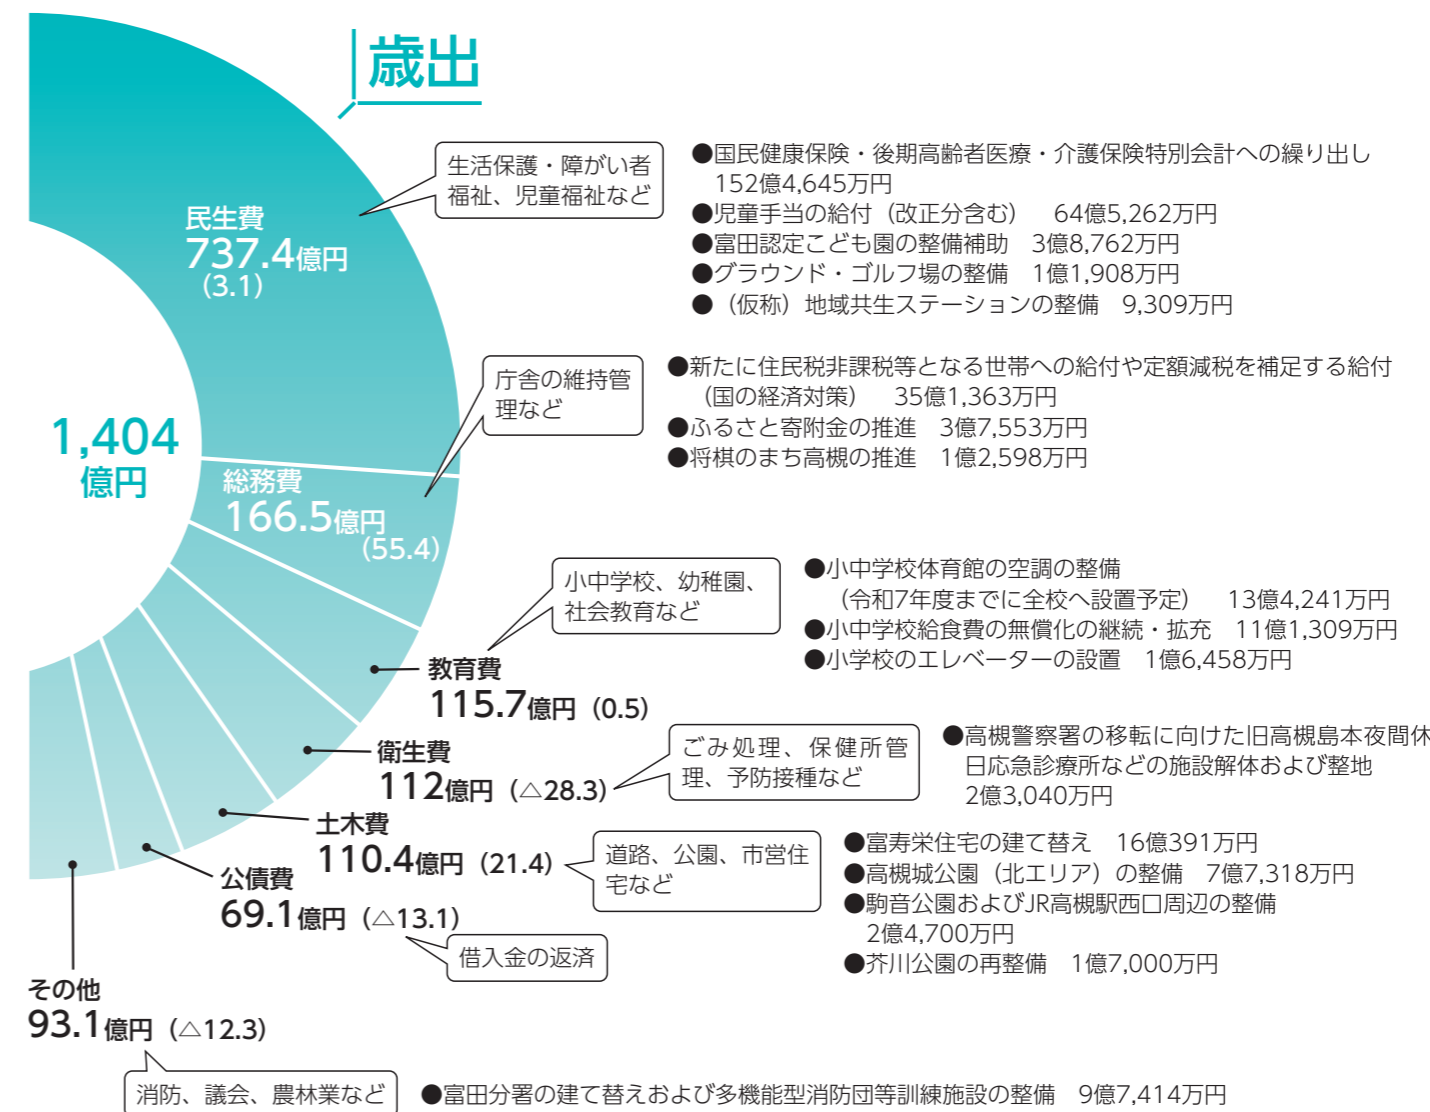 歳出
1,404
億円
民生費
737.4億円
(3.1)
生活保護・障がい者
福祉、児童福祉など
●国民健康保険・後期高齢者医療・介護保険特別会計への繰り出し
152億4,645万円
●児童手当の給付（改正分含む）　64億5,262万円
●富田認定こども園の整備補助　3億8,762万円
●グラウンド・ゴルフ場の整備　1億1,908万円
●（仮称）地域共生ステーションの整備　9,309万円
総務費
166.5億円
(55.4)
庁舎の維持管
理など
●新たに住民税非課税等となる世帯への給付や定額減税を補足する給付
（国の経済対策）　35億1,363万円
●ふるさと寄附金の推進　3億7,553万円
●将棋のまち高槻の推進　1億2,598万円
教育費
115.7億円（0.5）
小中学校、幼稚園、
社会教育など
●小中学校体育館の空調の整備
（令和7年度までに全校へ設置予定）　13億4,241万円
●小中学校給食費の無償化の継続・拡充　11億1,309万円
●小学校のエレベーターの設置　1億6,458万円
衛生費
112億円（△28.3）
ごみ処理、保健所管
理、予防接種など
●高槻警察署の移転に向けた旧高槻島本夜間休
日応急診療所などの施設解体および整地
2億3,040万円
土木費
110.4億円（21.4）
道路、公園、市営住
宅など
●富寿栄住宅の建て替え　16億391万円
●高槻城公園（北エリア）の整備　7億7,318万円
●駒音公園およびJR高槻駅西口周辺の整備
2億4,700万円
●芥川公園の再整備　1億7,000万円
公債費
69.1億円（△13.1）
借入金の返済
その他
93.1億円（△12.3）
消防、議会、農林業など
●富田分署の建て替えおよび多機能型消防団等訓練施設の整備　9億7,414万円